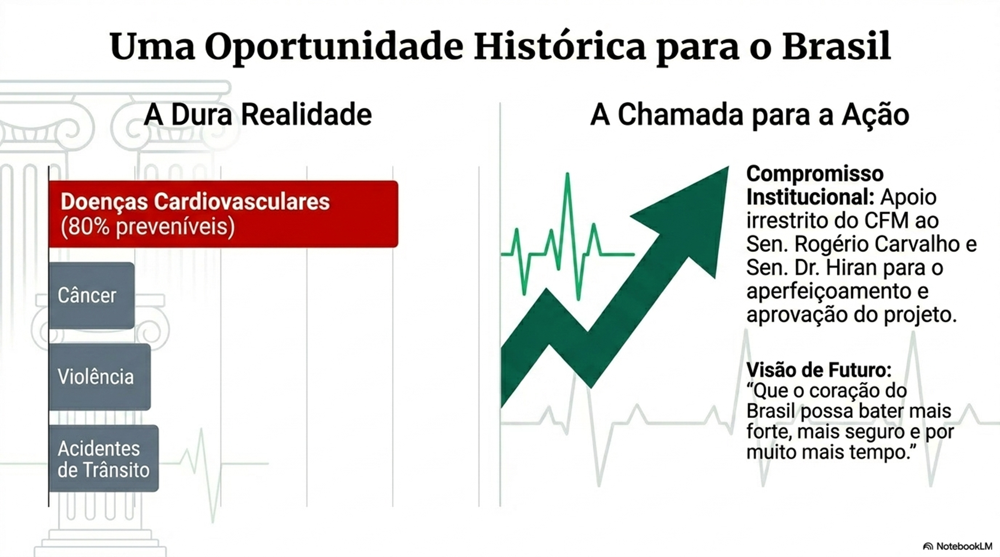 Uma Oportunidade Histórica para o Brasil
A Dura Realidade
Doenças Cardiovasculares
(80% preveníveis)
Câncer
Violência
Acidentes
de Trânsito
A Chamada para a Ação
Compromisso
Institucional: Apoio
irrestrito do CFM ao
Sen. Rogério Carvalho e
Sen. Dr. Hiran para o
aperfeiçoamento e
aprovação do projeto.
Visão de Futuro:
“Que o coração do
Brasil possa bater mais
forte, mais seguro e por
muito mais tempo.”
NotebookLM